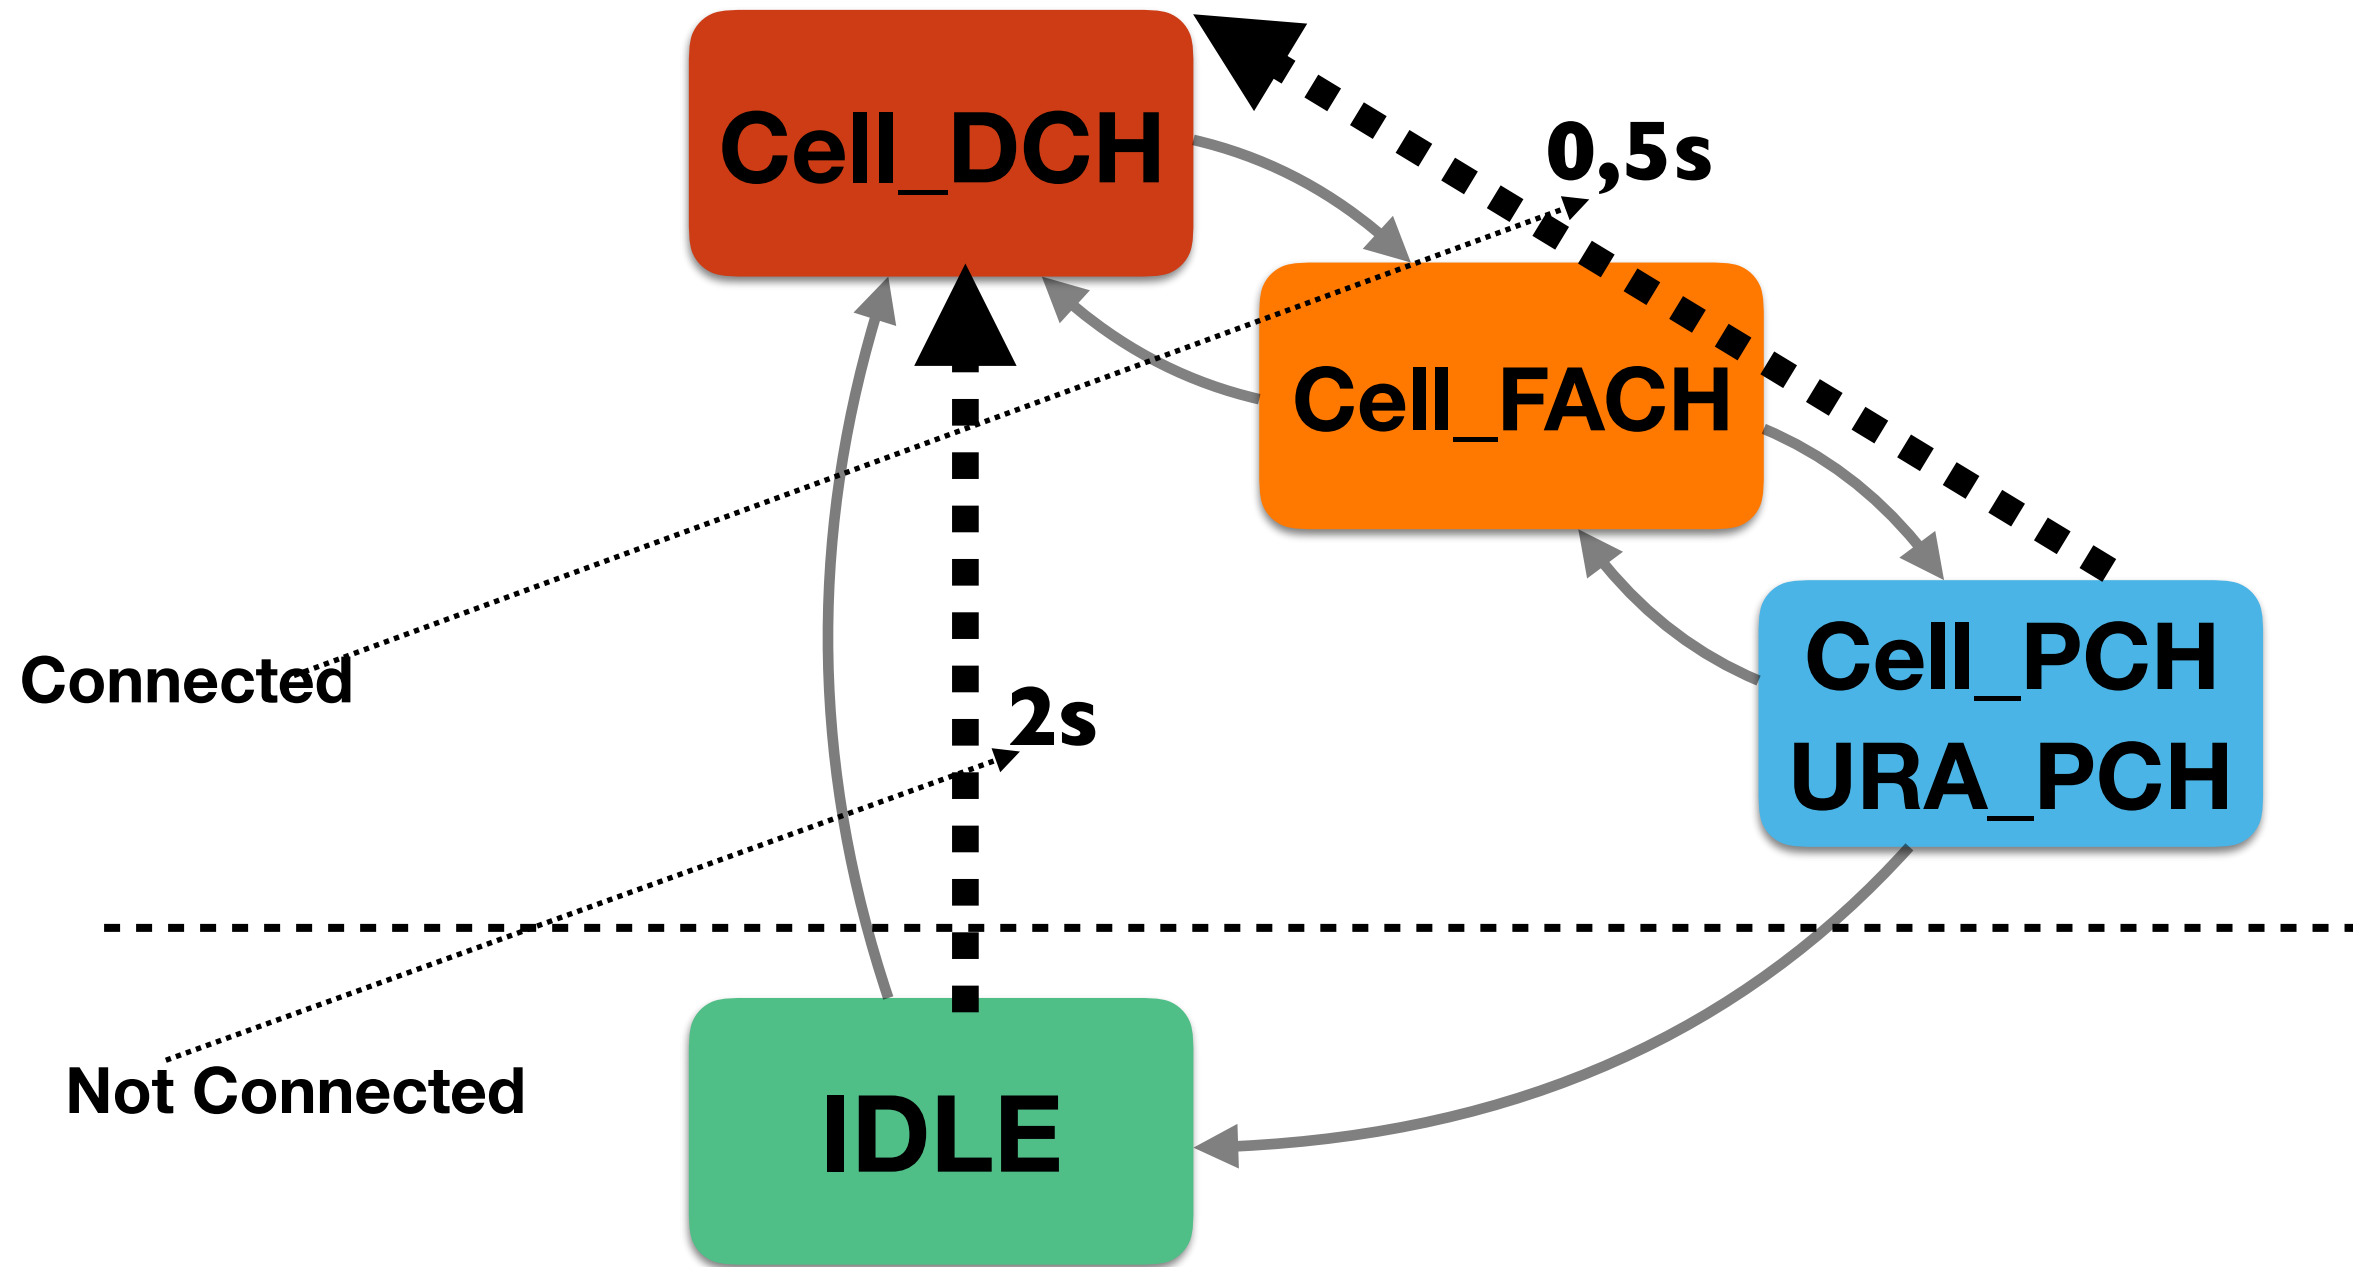 Cell_DCH
0,5s
Cell_FACH
Connected
Cell_PCH
URA_PCH
2s
Not Connected
IDLE